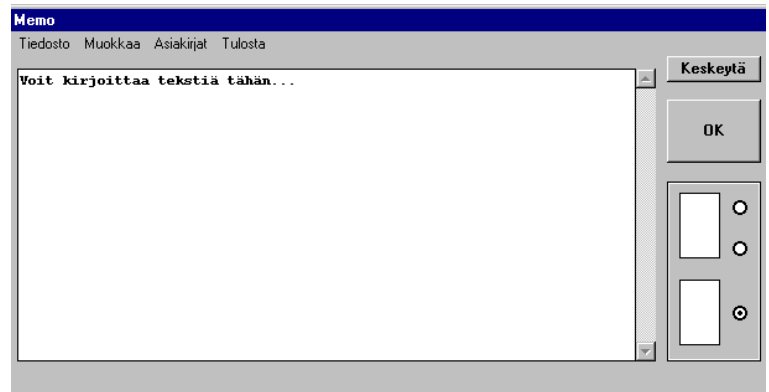 Memo
Tiedosto Muokkaa Asiakirjat Tulosta
Keskeytä
Voit kirjoittaa tekstiä tähän...
OK